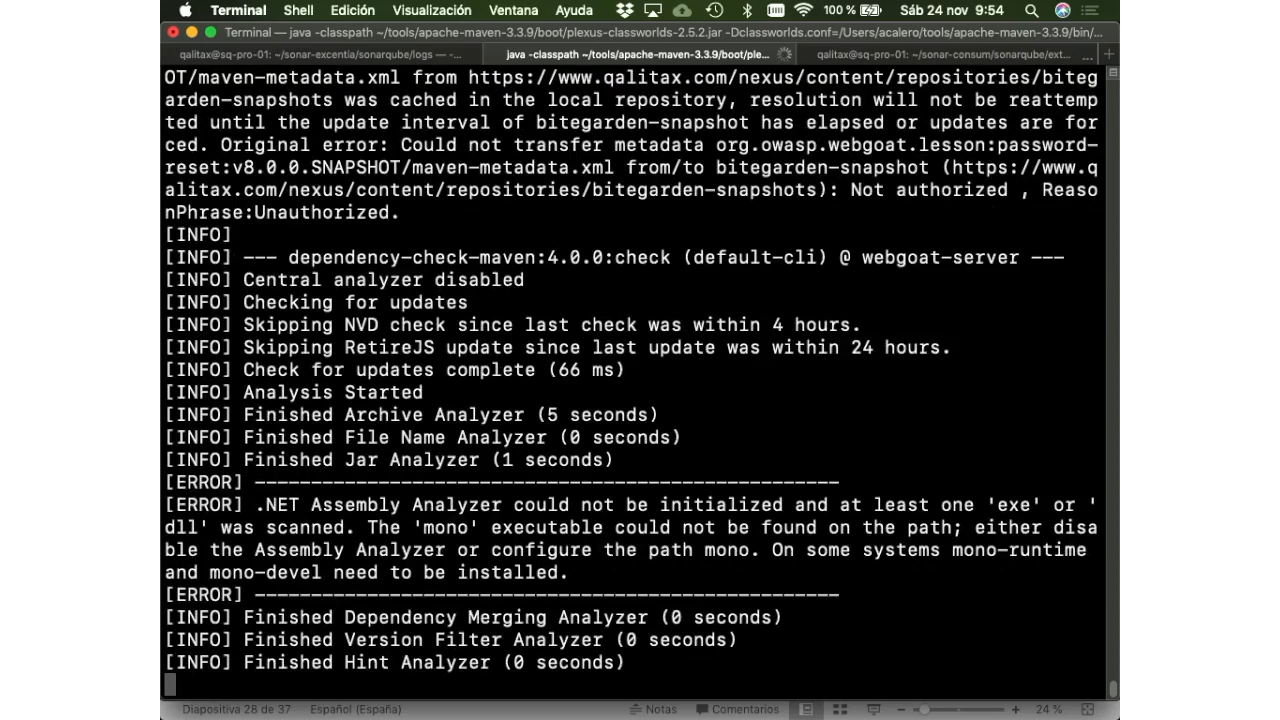 Terminal Shell Edición Visualización Ventana Ayuda 100 % Sáb 24 nov 9:54
Terminal — java -classpath ~/tools/apache-maven-3.3.9/boot/plexus-classworlds-2.5.2.jar -Dclassworlds.conf=/Users/acalero/tools/apache-maven-3.3.9/bin/...
qalitax@sq-pro-01: ~/sonar-excentia/sonarqube/logs — -... java -classpath ~/tools/apache-maven-3.3.9/boot/ple... qalitax@sq-pro-01: ~/sonar-consum/sonarqube/ext... ...
OT/maven-metadata.xml from https://www.qalitax.com/nexus/content/repositories/biteg
arden-snapshots was cached in the local repository, resolution will not be reattemp
ted until the update interval of bitegarden-snapshot has elapsed or updates are for
ced. Original error: Could not transfer metadata org.owasp.webgoat.lesson:password-
reset:v8.0.0.SNAPSHOT/maven-metadata.xml from/to bitegarden-snapshot (https://www.q
alitax.com/nexus/content/repositories/bitegarden-snapshots): Not authorized , Reaso
nPhrase:Unauthorized.
[INFO]
[INFO] --- dependency-check-maven:4.0.0:check (default-cli) @ webgoat-server ---
[INFO] Central analyzer disabled
[INFO] Checking for updates
[INFO] Skipping NVD check since last check was within 4 hours.
[INFO] Skipping RetireJS update since last update was within 24 hours.
[INFO] Check for updates complete (66 ms)
[INFO] Analysis Started
[INFO] Finished Archive Analyzer (5 seconds)
[INFO] Finished File Name Analyzer (0 seconds)
[INFO] Finished Jar Analyzer (1 seconds)
[ERROR] ----------------------------------------------------
[ERROR] .NET Assembly Analyzer could not be initialized and at least one 'exe' or '
dll' was scanned. The 'mono' executable could not be found on the path; either disa
ble the Assembly Analyzer or configure the path mono. On some systems mono-runtime
and mono-devel need to be installed.
[ERROR] ----------------------------------------------------
[INFO] Finished Dependency Merging Analyzer (0 seconds)
[INFO] Finished Version Filter Analyzer (0 seconds)
[INFO] Finished Hint Analyzer (0 seconds)
Diapositiva 28 de 37 Español (España) Notas Comentarios 24 %